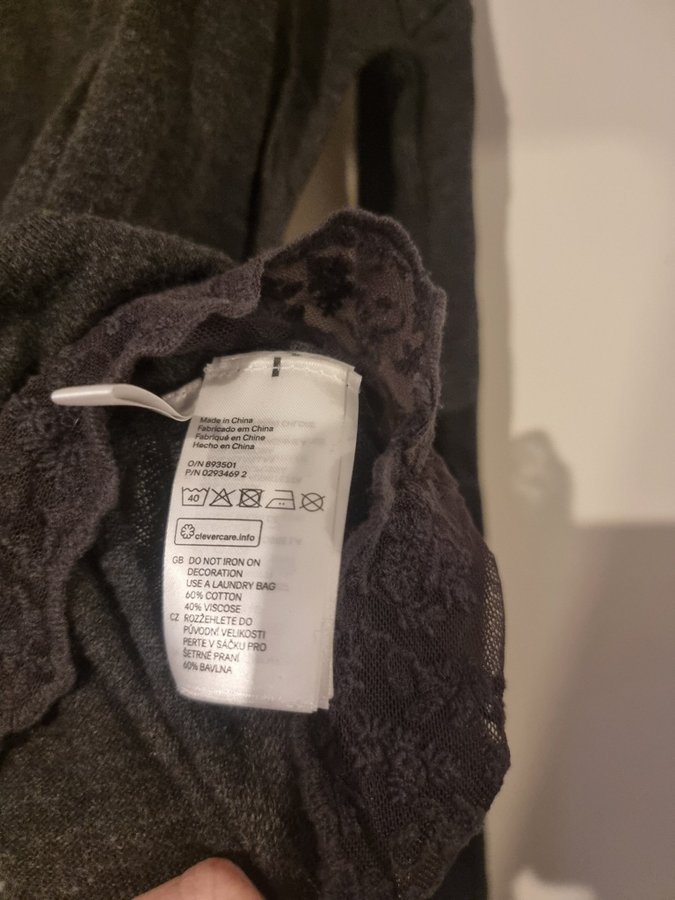 Made in China
Fabricado em China
Fabriqué en Chine
Hecho en China
O/N 893501
P/N 0293469 2
40
clevercare.info
GB DO NOT IRON ON
DECORATION
USE A LAUNDRY BAG
60% COTTON
40% VISCOSE
CZ ROZŽEHLETE DO
PŮVODNÍ VELIKOSTI
PERTE V SÁČKU PRO
ŠETRNÉ PRANÍ
60% BAVLNA